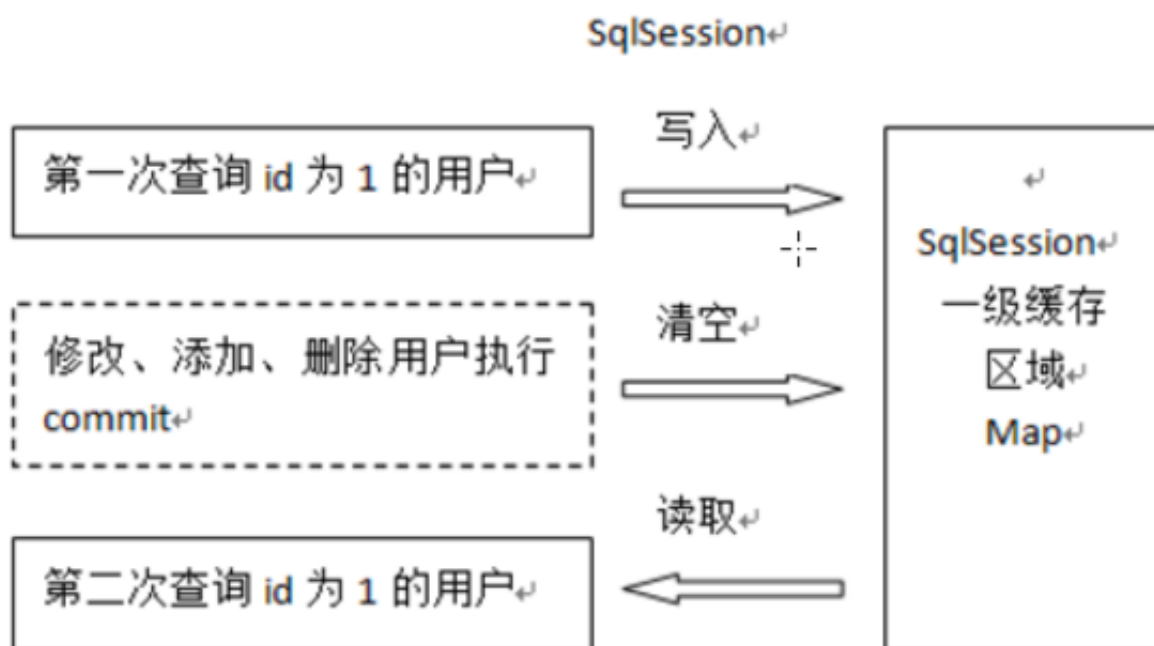 SqlSession
第一次查询 id 为 1 的用户
写入
修改、添加、删除用户执行
commit
清空
第二次查询 id 为 1 的用户
读取
SqlSession
一级缓存
区域
Map